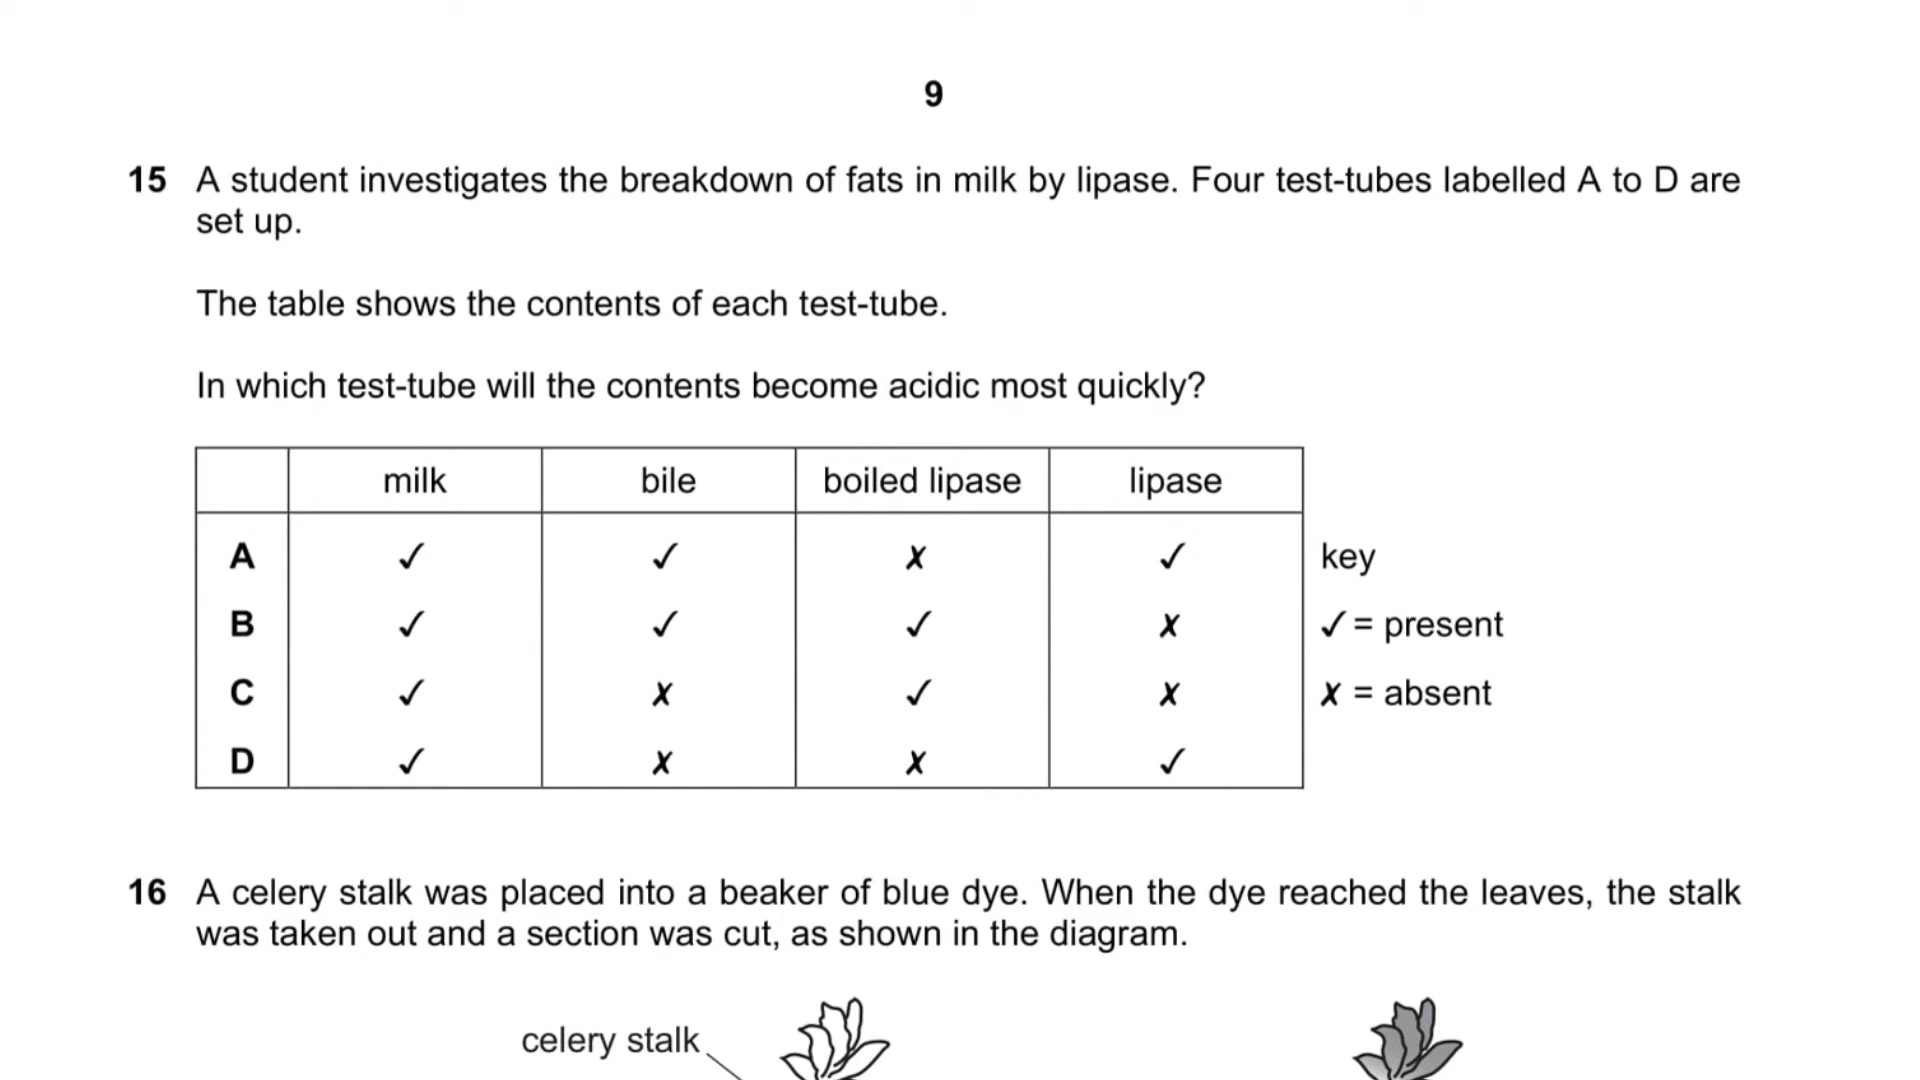 9
15 A student investigates the breakdown of fats in milk by lipase. Four test-tubes labelled A to D are
set up.
The table shows the contents of each test-tube.
In which test-tube will the contents become acidic most quickly?
milk bile boiled lipase lipase
A ✓ ✓ ✗ ✓ key
B ✓ ✓ ✓ ✗ ✓ = present
C ✓ ✗ ✓ ✗ ✗ = absent
D ✓ ✗ ✗ ✓
16 A celery stalk was placed into a beaker of blue dye. When the dye reached the leaves, the stalk
was taken out and a section was cut, as shown in the diagram.
celery stalk